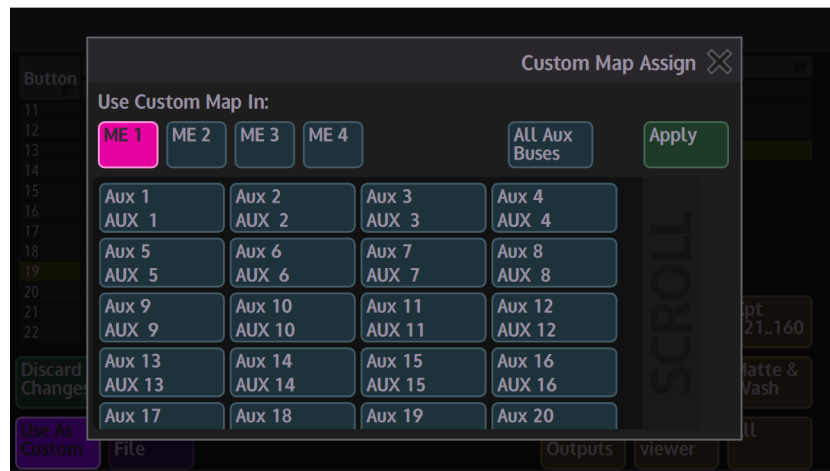 Custom Map Assign
Button
Use Custom Map In:
ME 1 ME 2 ME 3 ME 4 All Aux Buses Apply
11
12
13
14
15
16
17
18
19
20
21
22
Aux 1 Aux 2 Aux 3 Aux 4
AUX 1 AUX 2 AUX 3 AUX 4
Aux 5 Aux 6 Aux 7 Aux 8
AUX 5 AUX 6 AUX 7 AUX 8
Aux 9 Aux 10 Aux 11 Aux 12
AUX 9 AUX 10 AUX 11 AUX 12
Aux 13 Aux 14 Aux 15 Aux 16
AUX 13 AUX 14 AUX 15 AUX 16
Aux 17 Aux 18 Aux 19 Aux 20
SCROLL
21..160
Discard
Changes
Matte &
Wash
Use As
Custom
File
Outputs
viewer